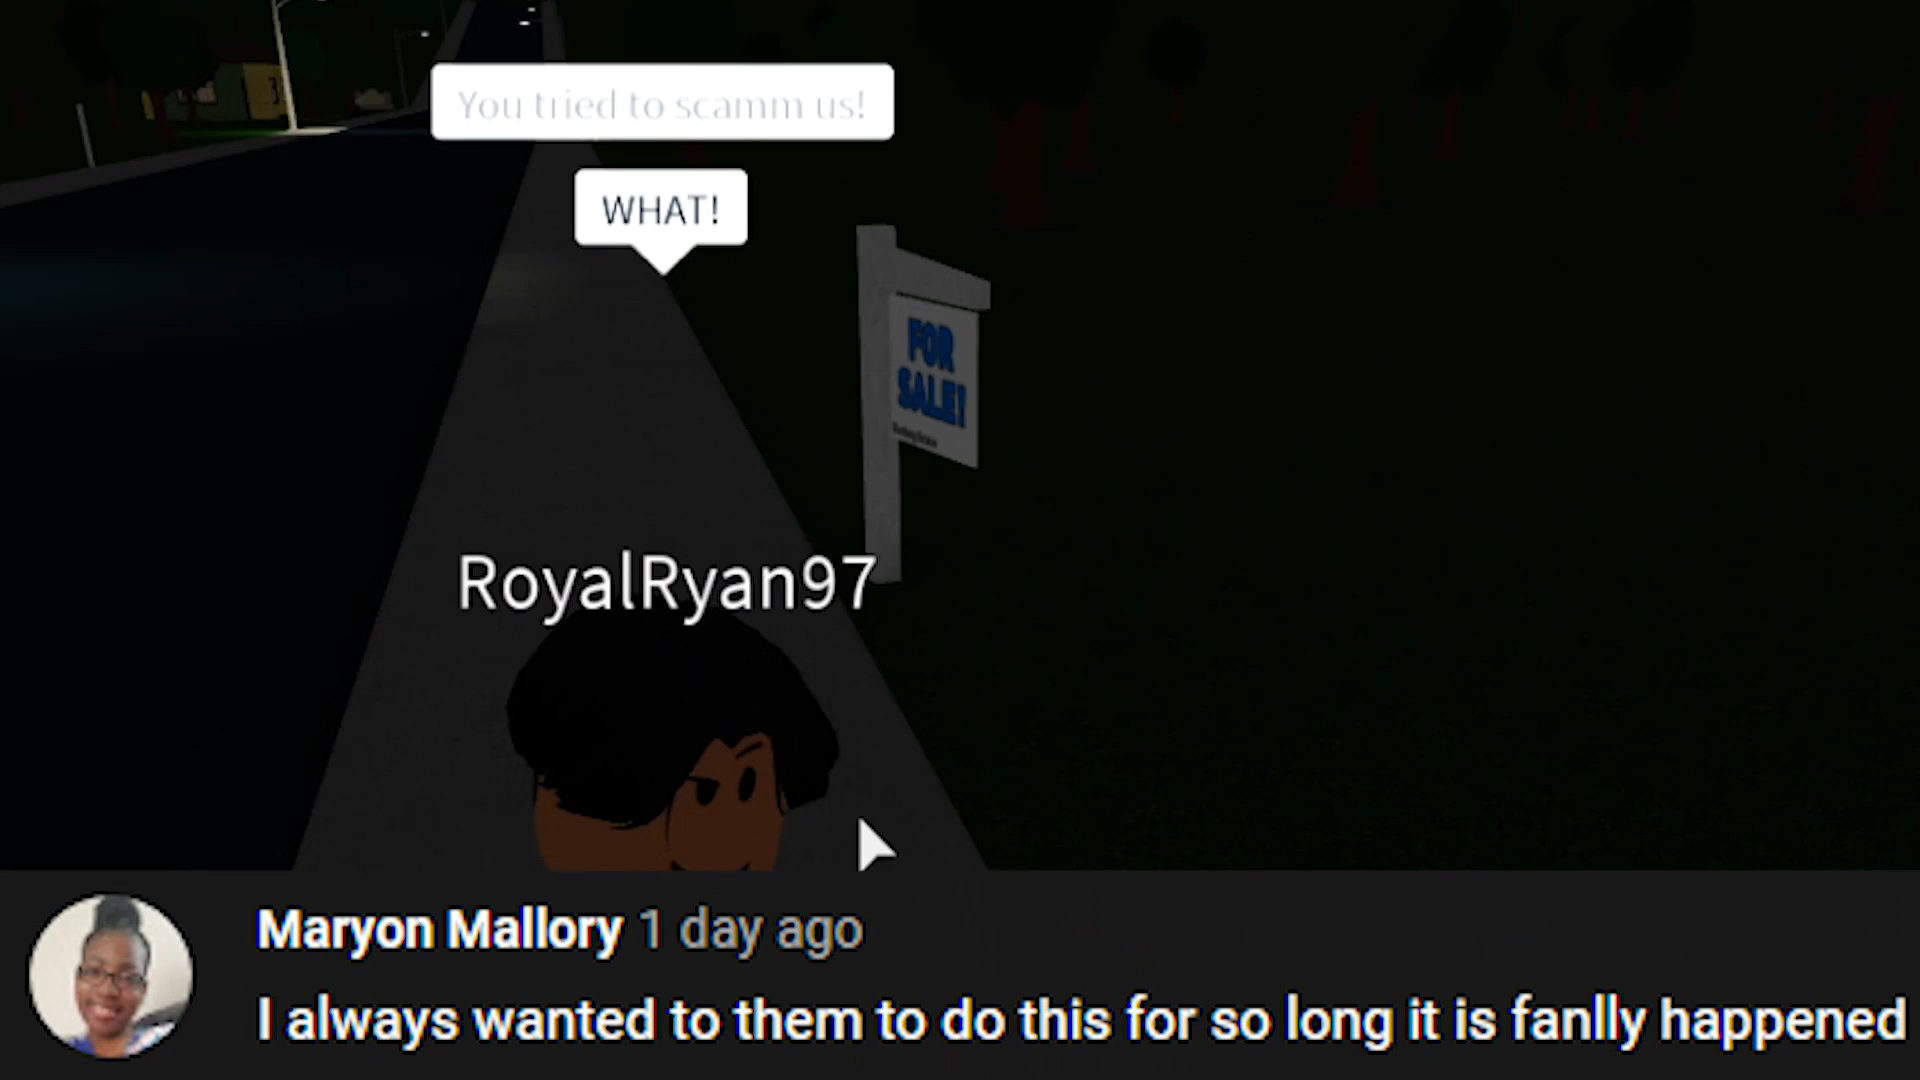 You tried to scamm us!
WHAT!
FOR
SALE!
RoyalRyan97
Maryon Mallory 1 day ago
I always wanted to them to do this for so long it is fanlly happened